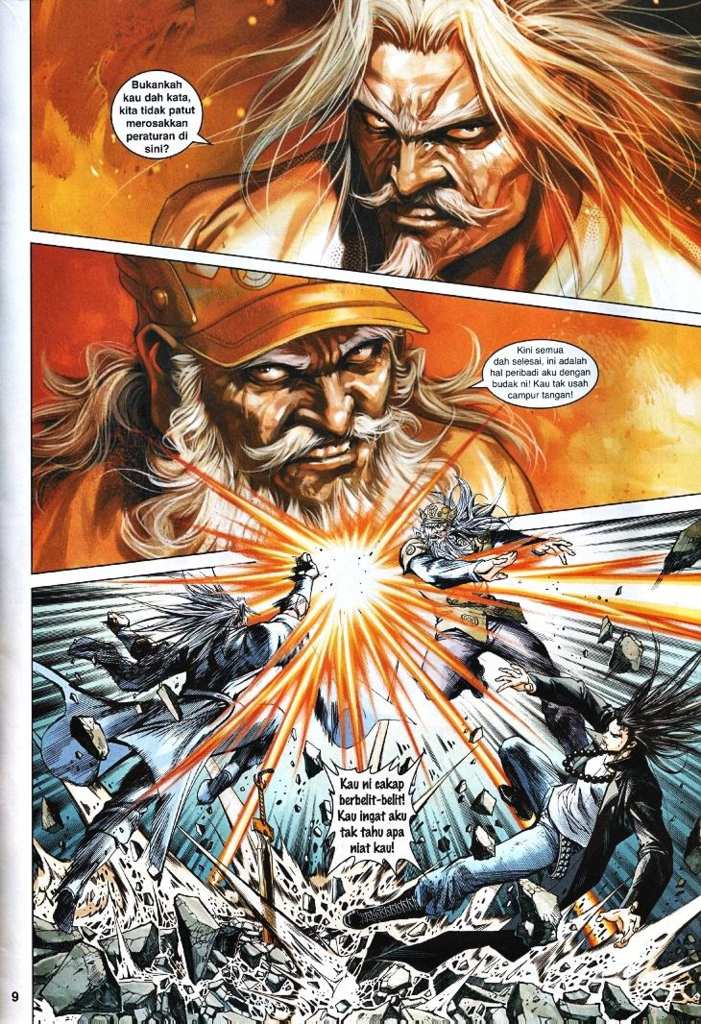 Bukankah
kau dah kata,
kita tidak patut
merosakkan
peraturan di
sini?
Kini semua
dah selesai, ini adalah
hal peribadi aku dengan
budak ni! Kau tak usah
campur tangan!
Kau ni cakap
berbelit-belit!
Kau ingat aku
tak tahu apa
niat kau!
9